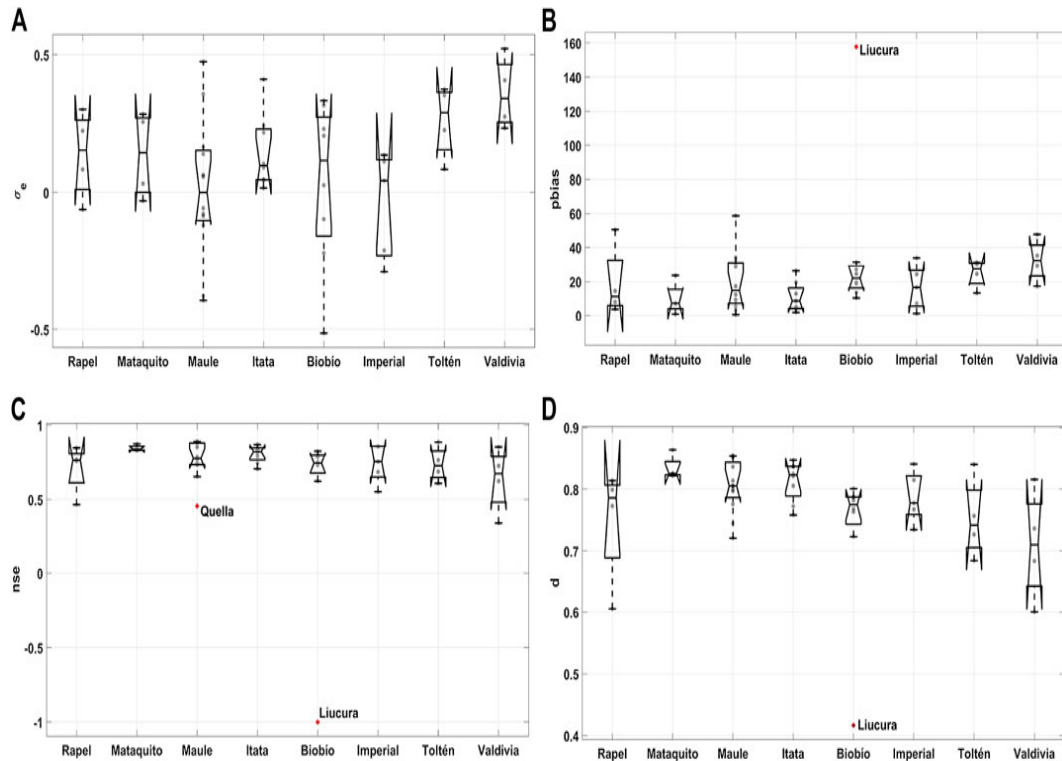 A
0.5
0
-0.5
σe
Rapel Mataquito Maule Itata Biobio Imperial Toltén Valdivia
B
160
140
120
100
80
60
40
20
0
pbias
Liucura
Rapel Mataquito Maule Itata Biobio Imperial Toltén Valdivia
C
1
0.5
0
-0.5
-1
nse
Quella
Liucura
Rapel Mataquito Maule Itata Biobio Imperial Toltén Valdivia
D
0.9
0.8
0.7
0.6
0.5
0.4
d
Liucura
Rapel Mataquito Maule Itata Biobio Imperial Toltén Valdivia